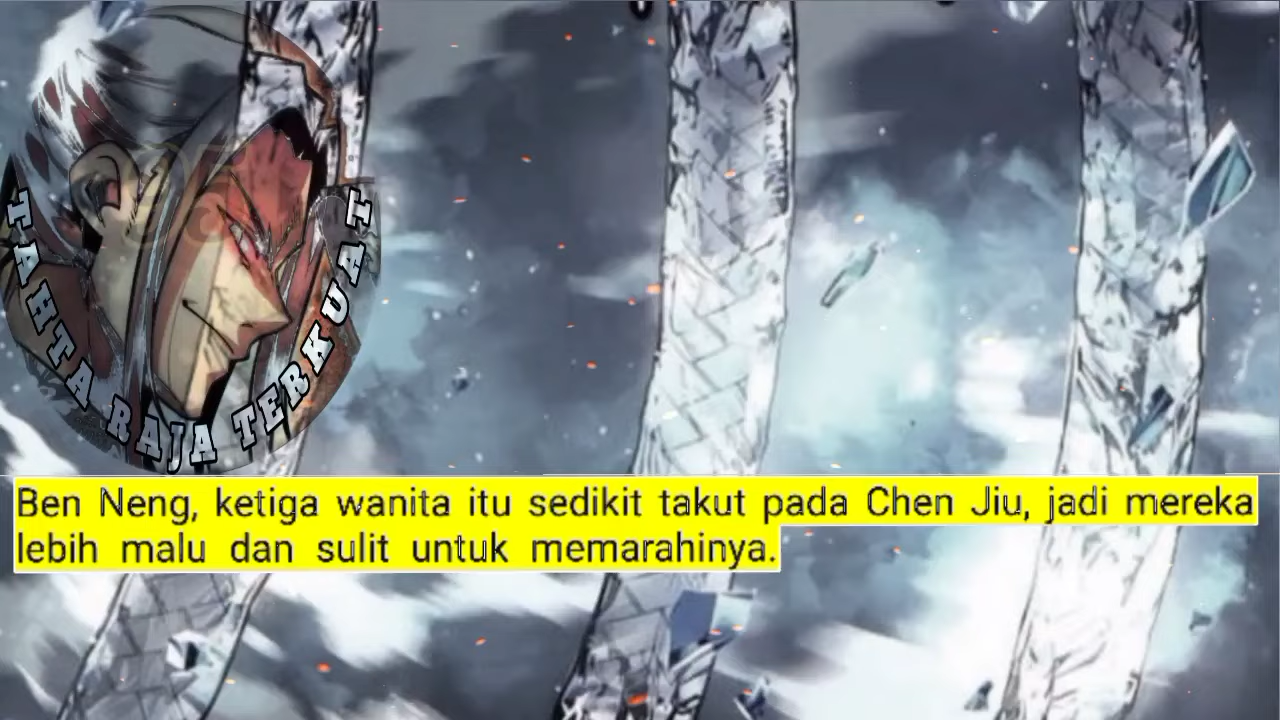 TAHTA RAJA TERKUAT
Ben Neng, ketiga wanita itu sedikit takut pada Chen Jiu, jadi mereka
lebih malu dan sulit untuk memarahinya.